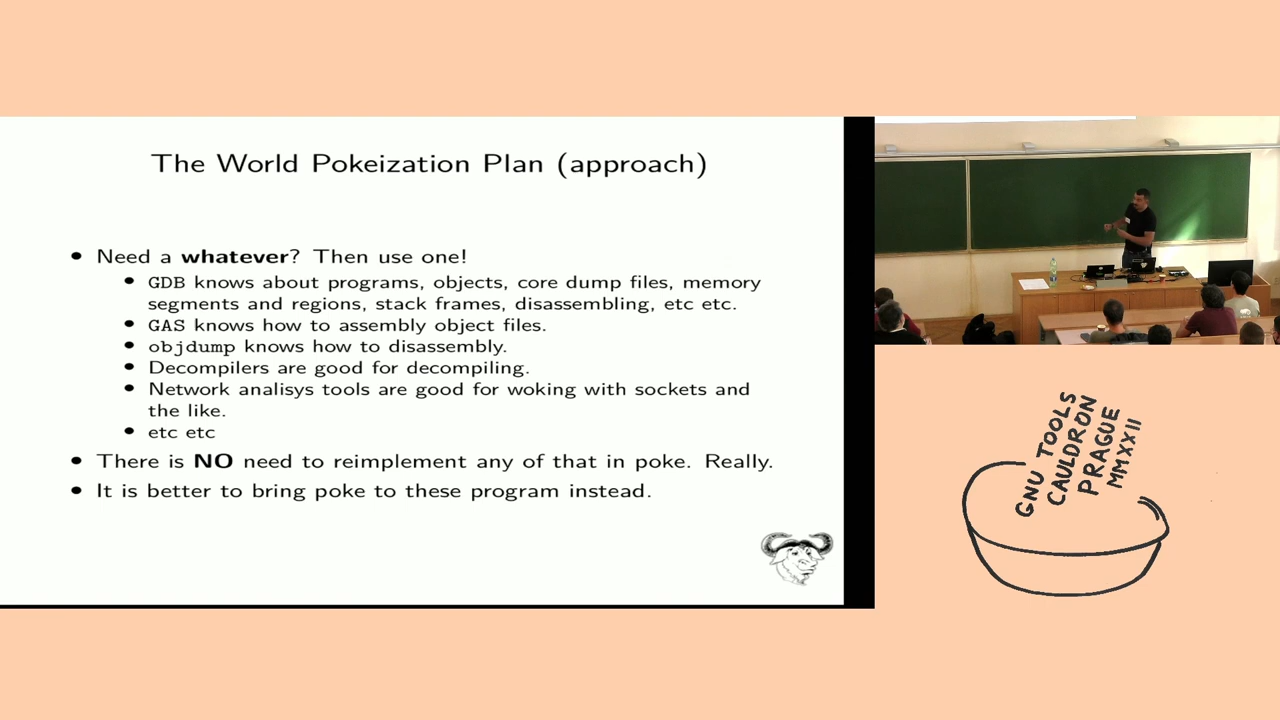 The World Pokeization Plan (approach)
• Need a whatever? Then use one!
• GDB knows about programs, objects, core dump files, memory
segments and regions, stack frames, disassembling, etc etc.
• GAS knows how to assembly object files.
• objdump knows how to disassembly.
• Decompilers are good for decompiling.
• Network analisys tools are good for woking with sockets and
the like.
• etc etc
• There is NO need to reimplement any of that in poke. Really.
• It is better to bring poke to these program instead.
GNU TOOLS
CAULDRON
PRAGUE
MMXXII